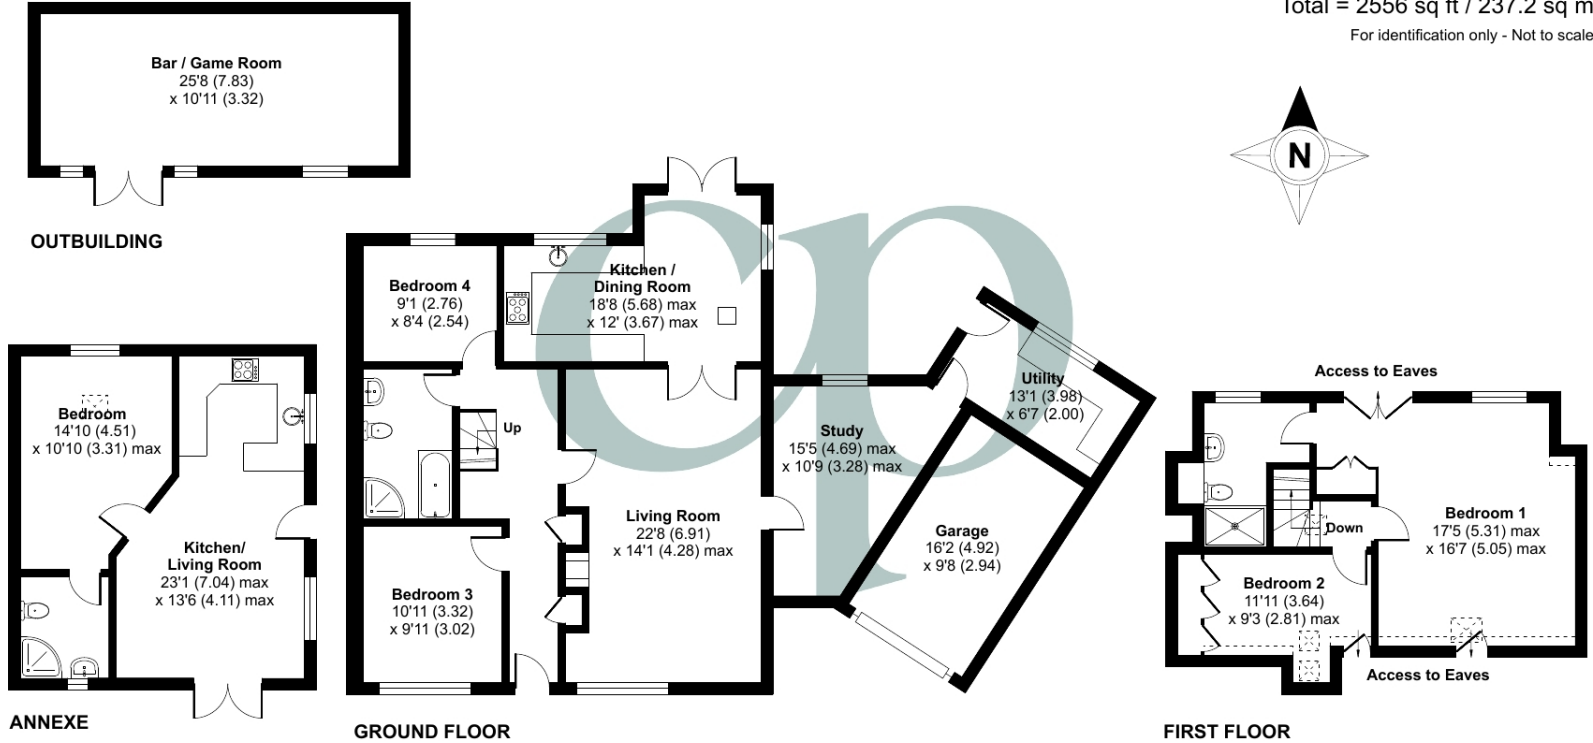 Total = 2556 sq ft / 237.2 sq m
For identification only - Not to scale
N
Bar / Game Room
25'8 (7.83)
x 10'11 (3.32)
OUTBUILDING
Bedroom
14'10 (4.51)
x 10'10 (3.31) max
Kitchen/
Living Room
23'1 (7.04) max
x 13'6 (4.11) max
ANNEXE
Bedroom 4
9'1 (2.76)
x 8'4 (2.54)
Kitchen /
Dining Room
18'8 (5.68) max
x 12' (3.67) max
Up
Living Room
22'8 (6.91)
x 14'1 (4.28) max
Bedroom 3
10'11 (3.32)
x 9'11 (3.02)
Study
15'5 (4.69) max
x 10'9 (3.28) max
Utility
13'1 (3.98)
x 6'7 (2.00)
Garage
16'2 (4.92)
x 9'8 (2.94)
cp
GROUND FLOOR
Access to Eaves
Bedroom 1
17'5 (5.31) max
x 16'7 (5.05) max
Down
Bedroom 2
11'11 (3.64)
x 9'3 (2.81) max
Access to Eaves
FIRST FLOOR